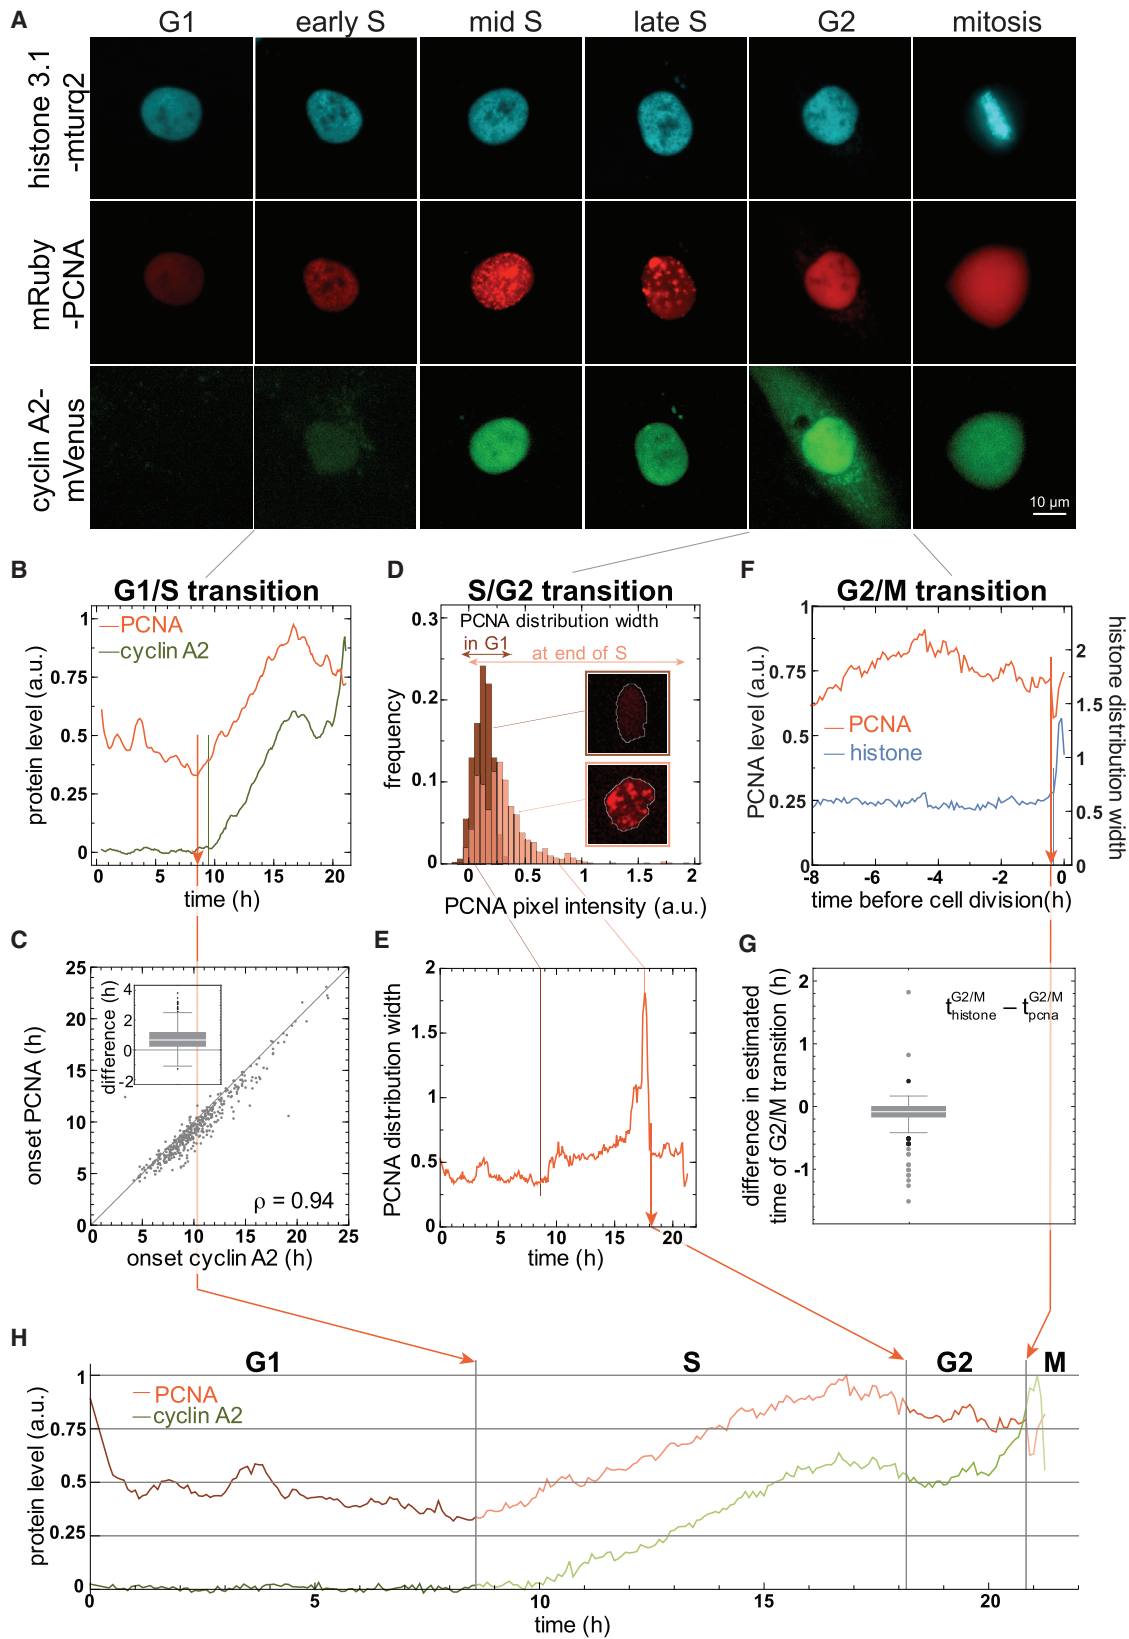 A
G1 early S mid S late S G2 mitosis
histone 3.1
-mturq2
mRuby
-PCNA
cyclin A2-
mVenus
10 µm
B
G1/S transition
PCNA
cyclin A2
protein level (a.u.)
1
0.75
0.5
0.25
0
0 5 10 15 20
time (h)
D
S/G2 transition
PCNA distribution width
in G1
at end of S
frequency
0.3
0.2
0.1
0
0 0.5 1 1.5 2
PCNA pixel intensity (a.u.)
F
G2/M transition
PCNA
histone
PCNA level (a.u.)
1
0.75
0.5
0.25
0
histone distribution width
2
1.5
1
0.5
0
-8 -6 -4 -2 0
time before cell division(h)
C
onset PCNA (h)
25
20
15
10
5
0
difference (h)
4
2
0
-2
ρ = 0.94
0 5 10 15 20 25
onset cyclin A2 (h)
E
PCNA distribution width
2
1.5
1
0.5
0
0 5 10 15 20
time (h)
G
difference in estimated
time of G2/M transition (h)
2
1
0
-1
t histone G2/M − t pcna G2/M
H
G1 S G2 M
PCNA
cyclin A2
protein level (a.u.)
1
0.75
0.5
0.25
0
0 5 10 15 20
time (h)